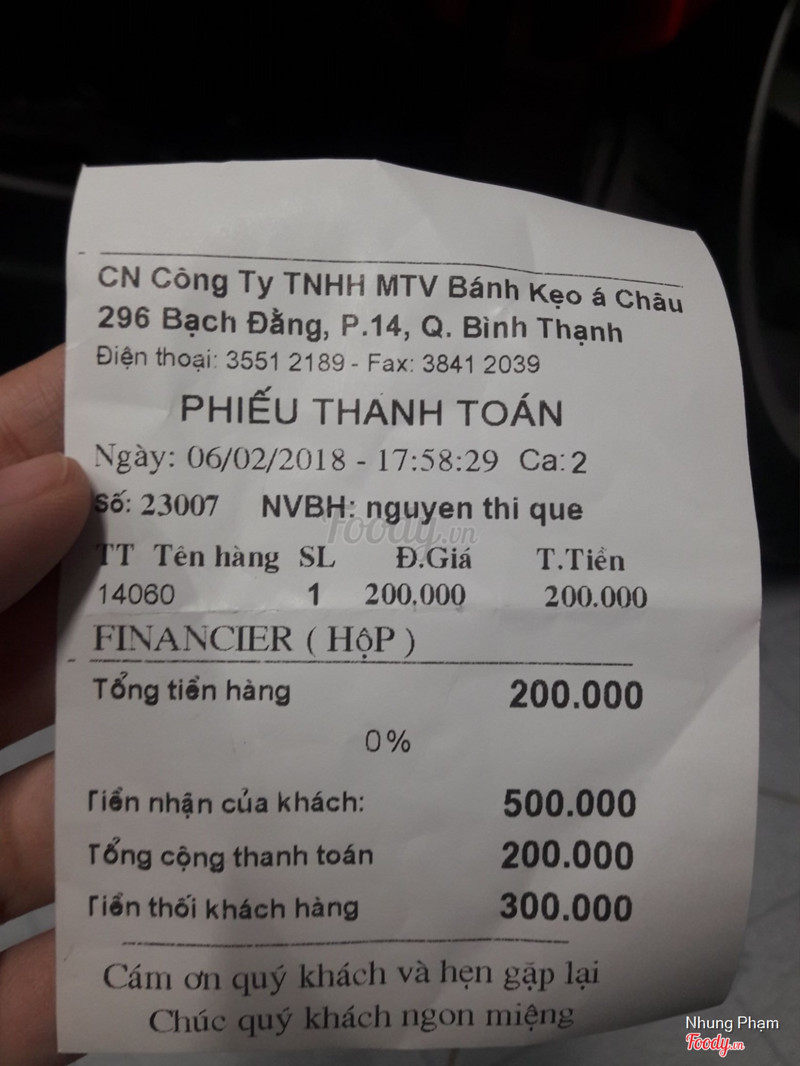 CN Công Ty TNHH MTV Bánh Kẹo á Châu
296 Bạch Đằng, P.14, Q. Bình Thạnh
Điện thoại: 3551 2189 - Fax: 3841 2039
PHIẾU THANH TOÁN
Ngày: 06/02/2018 - 17:58:29 Ca: 2
Số: 23007 NVBH: nguyen thi que
Foody.vn
TT Tên hàng SL Đ.Giá T.Tiền
14060 1 200,000 200.000
FINANCIER ( HộP )
Tổng tiền hàng 200.000
0%
Tiền nhận của khách: 500.000
Tổng cộng thanh toán 200.000
Tiền thối khách hàng 300.000
Cám ơn quý khách và hẹn gặp lại
Chúc quý khách ngon miệng
Nhung Phạm
Foody.vn